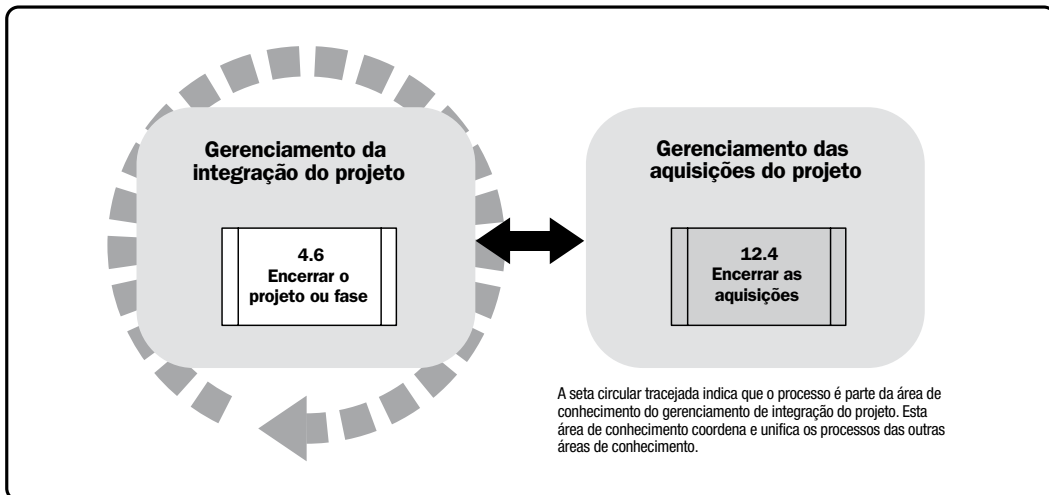 Gerenciamento da
integração do projeto
4.6
Encerrar o
projeto ou fase
Gerenciamento das
aquisições do projeto
12.4
Encerrar as
aquisições
A seta circular tracejada indica que o processo é parte da área de
conhecimento do gerenciamento de integração do projeto. Esta
área de conhecimento coordena e unifica os processos das outras
áreas de conhecimento.